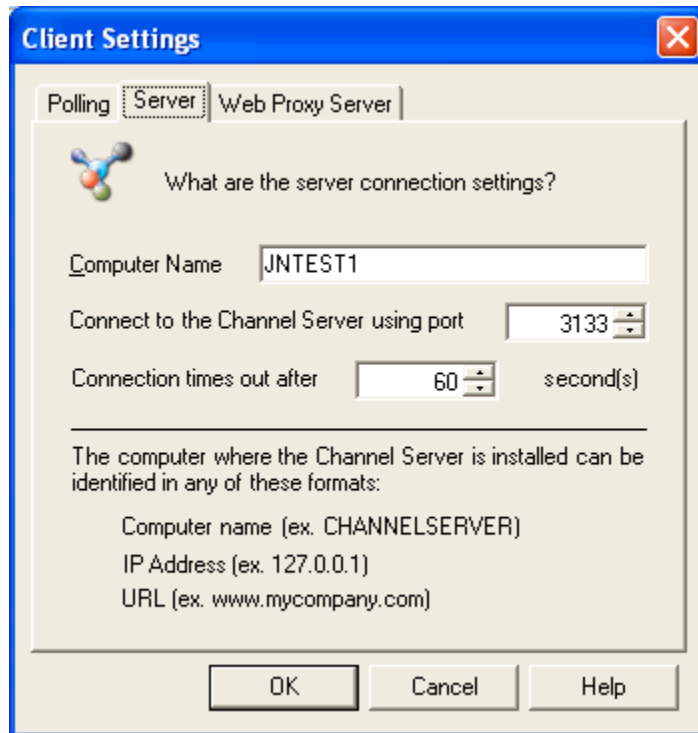 Client Settings
Polling Server Web Proxy Server
What are the server connection settings?
Computer Name JNTEST1
Connect to the Channel Server using port 3133
Connection times out after 60 second(s)
The computer where the Channel Server is installed can be
identified in any of these formats:
Computer name (ex. CHANNELSERVER)
IP Address (ex. 127.0.0.1)
URL (ex. www.mycompany.com)
OK Cancel Help